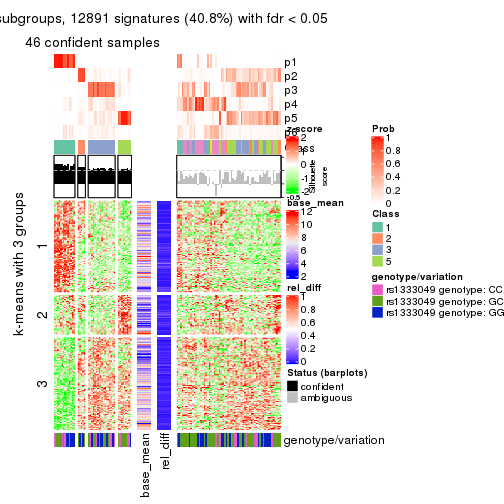 subgroups, 12891 signatures (40.8%) with fdr < 0.05
46 confident samples
p1
p2
p3
p4
p5
p6
Class
Silhouette
score
k-means with 3 groups
1
2
3
genotype/variation
base_mean
rel_diff
z-score
2
1
0
-1
-2
base_mean
12
10
8
6
4
2
rel_diff
1
0.8
0.6
0.4
0.2
0
Status (barplots)
confident
ambiguous
Prob
1
0.8
0.6
0.4
0.2
0
Class
1
2
3
5
genotype/variation
rs1333049 genotype: CC
rs1333049 genotype: GC
rs1333049 genotype: GG